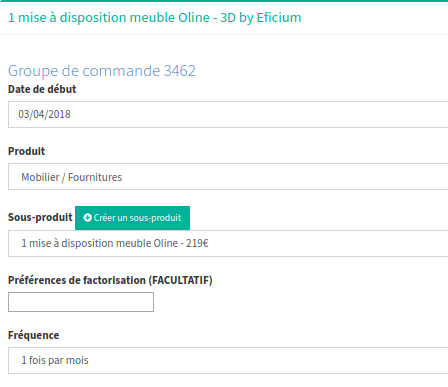 1 mise à disposition meuble Oline - 3D by Eficium
Groupe de commande 3462
Date de début
03/04/2018
Produit
Mobilier / Fournitures
Sous-produit Créer un sous-produit
1 mise à disposition meuble Oline - 219€
Préférences de factorisation (FACULTATIF)
Fréquence
1 fois par mois